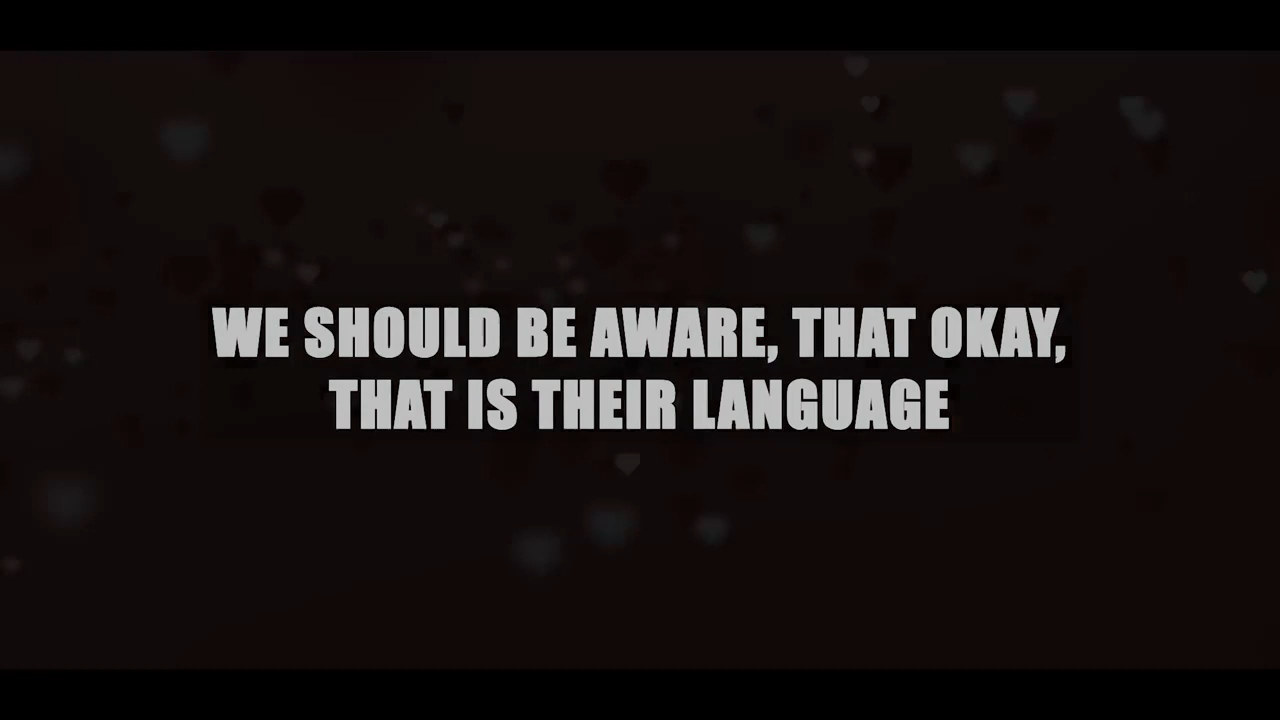 WE SHOULD BE AWARE, THAT OKAY,
THAT IS THEIR LANGUAGE